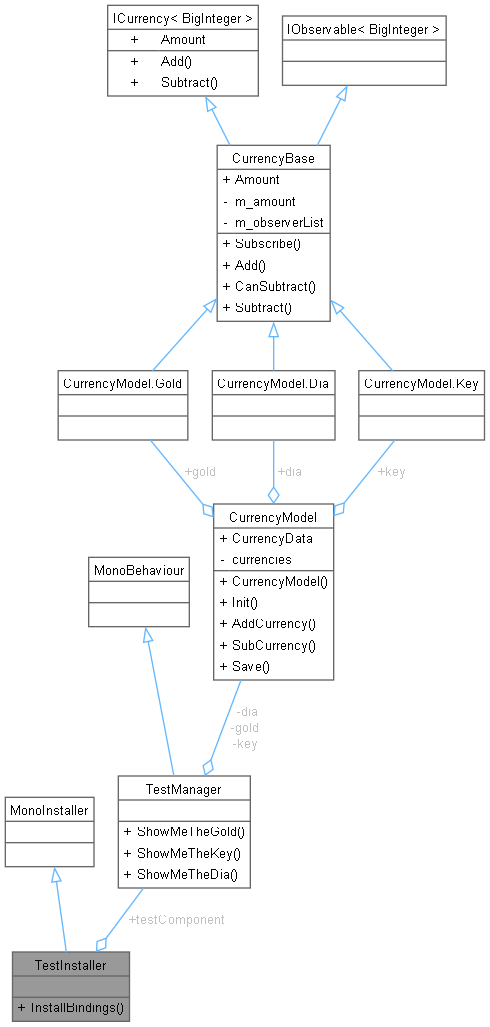 ICurrency< BigInteger >
+ Amount
+ Add()
+ Subtract()
IObservable< BigInteger >
CurrencyBase
+ Amount
- m_amount
- m_observerList
+ Subscribe()
+ Add()
+ CanSubtract()
+ Subtract()
CurrencyModel.Gold
CurrencyModel.Dia
CurrencyModel.Key
+gold
+dia
+key
CurrencyModel
+ CurrencyData
- currencies
+ CurrencyModel()
+ Init()
+ AddCurrency()
+ SubCurrency()
+ Save()
MonoBehaviour
-dia
-gold
-key
TestManager
+ ShowMeTheGold()
+ ShowMeTheKey()
+ ShowMeTheDia()
MonoInstaller
+testComponent
TestInstaller
+ InstallBindings()